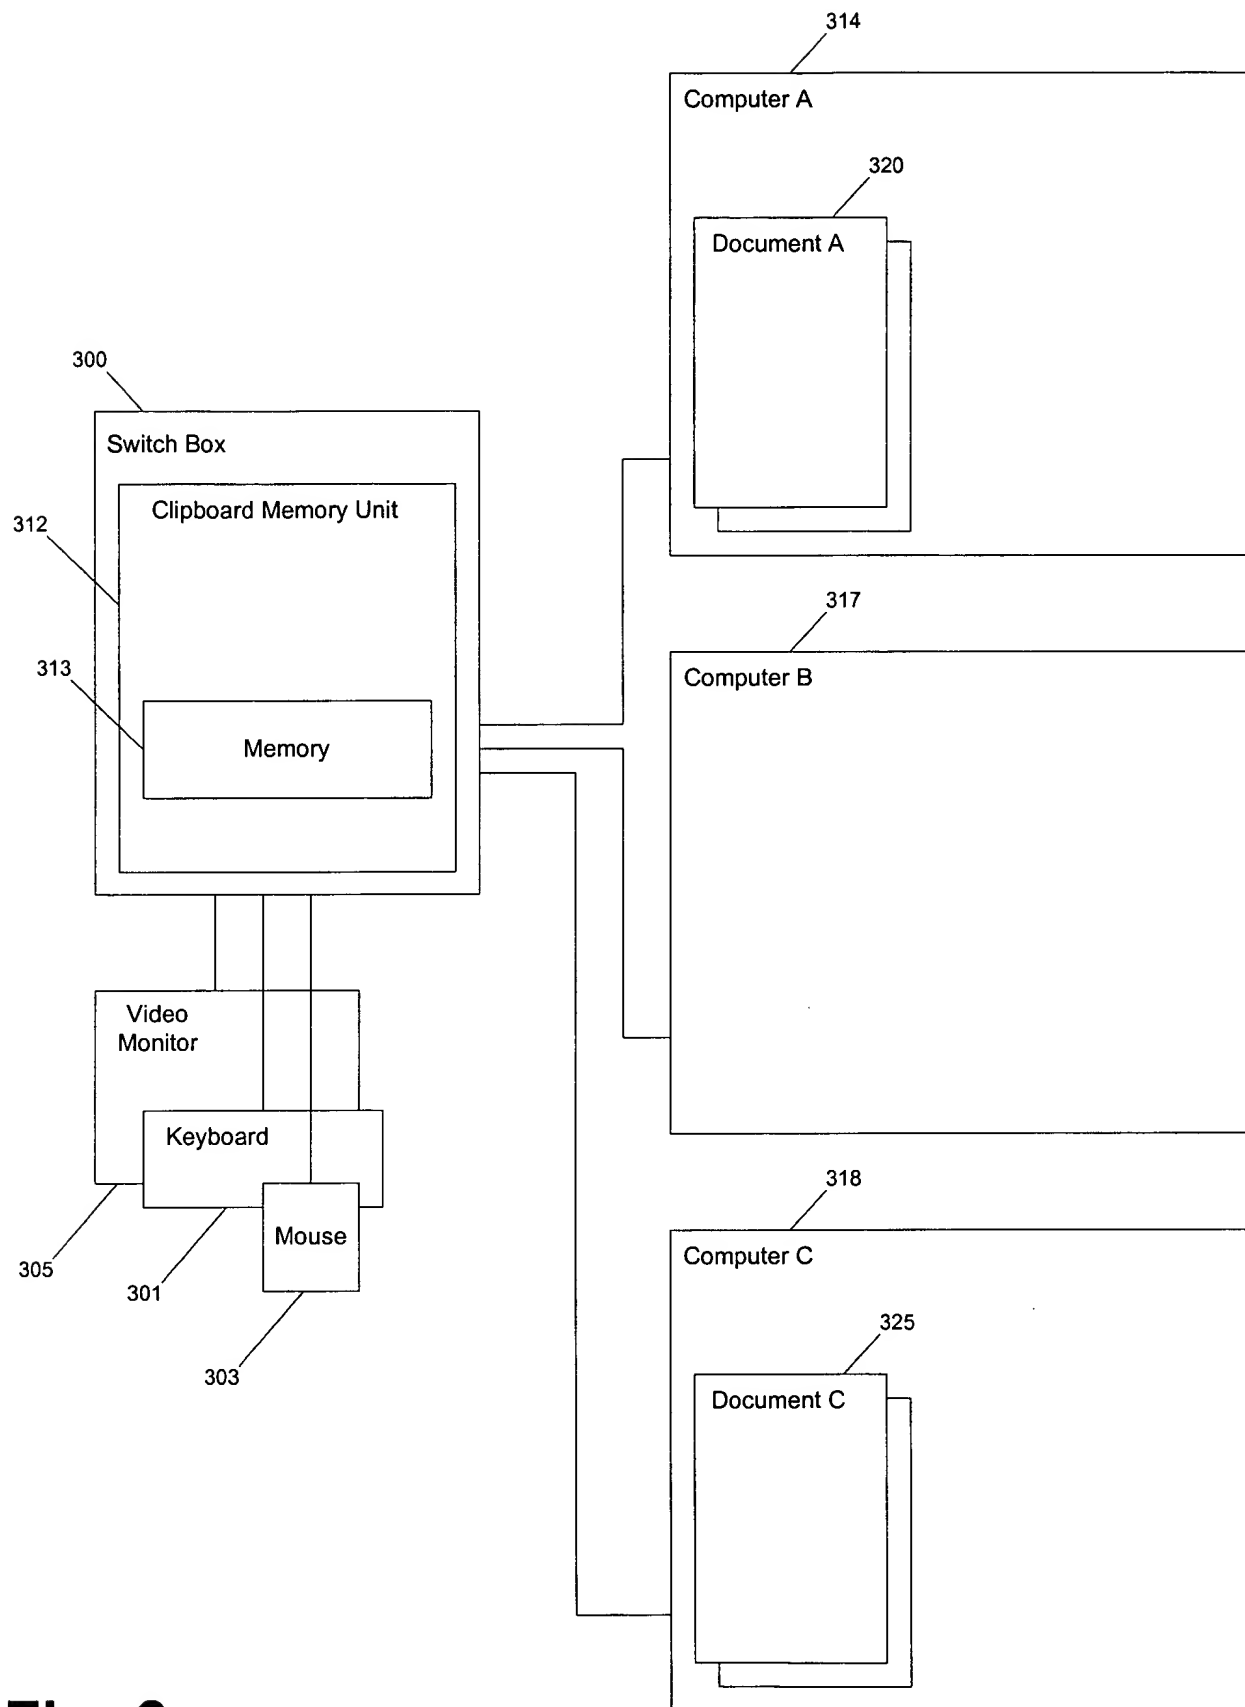 314
Computer A
320
Document A
300
Switch Box
312
Clipboard Memory Unit
313
Memory
317
Computer B
Video
Monitor
Keyboard
Mouse
305
301
303
318
Computer C
325
Document C